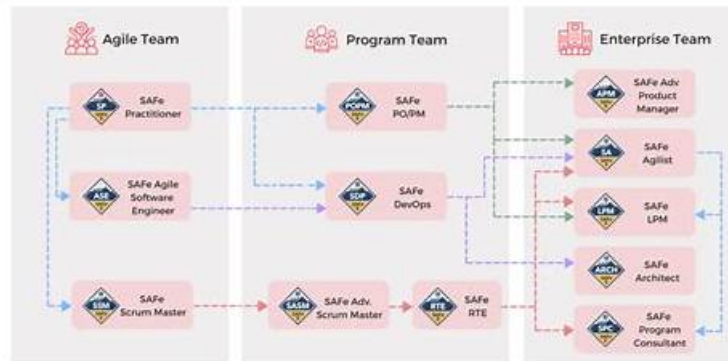 Agile Team
Program Team
Enterprise Team
SP
SAFe
Practitioner
POPM
SAFe
PO/PM
APM
SAFe Adv
Product
Manager
SA
SAFe
Agilist
ASE
SAFe Agile
Software
Engineer
SDP
SAFe
DevOps
LPM
SAFe
LPM
ARCH
SAFe
Architect
SSM
SAFe
Scrum Master
SASM
SAFe Adv.
Scrum Master
RTE
SAFe
RTE
SPC
SAFe
Program
Consultant